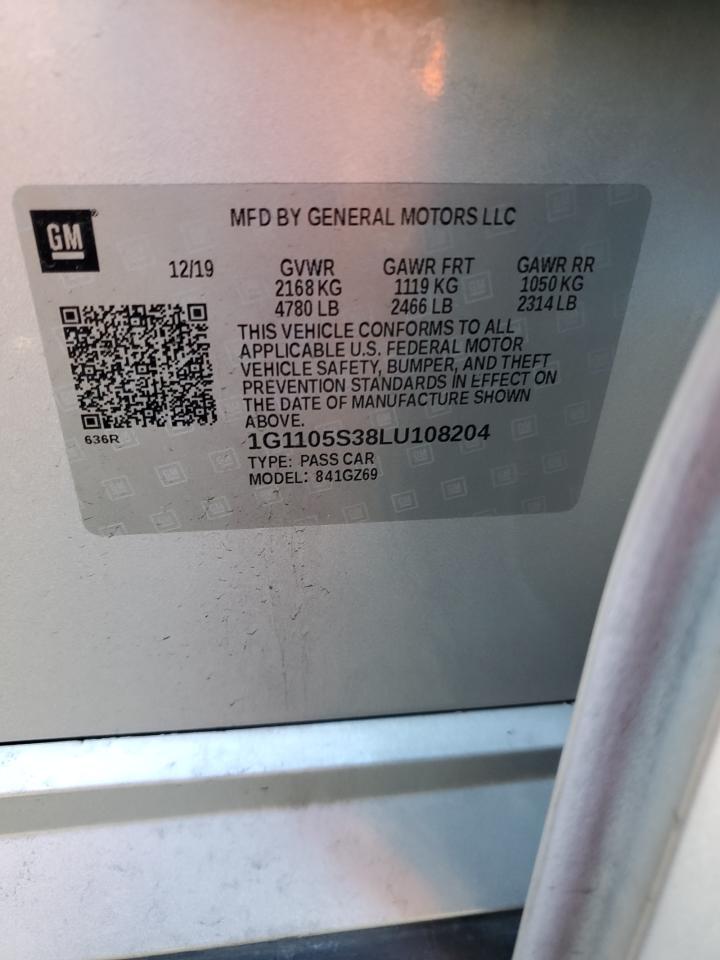 GM
MFD BY GENERAL MOTORS LLC
12/19 GVWR GAWR FRT GAWR RR
2168 KG 1119 KG 1050 KG
4780 LB 2466 LB 2314 LB
THIS VEHICLE CONFORMS TO ALL
APPLICABLE U.S. FEDERAL MOTOR
VEHICLE SAFETY, BUMPER, AND THEFT
PREVENTION STANDARDS IN EFFECT ON
THE DATE OF MANUFACTURE SHOWN
ABOVE.
636R
1G1105S38LU108204
TYPE: PASS CAR
MODEL: 841GZ69